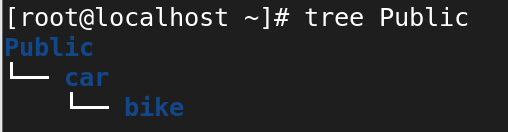 [root@localhost ~]# tree Public
Public
└── car
    └── bike